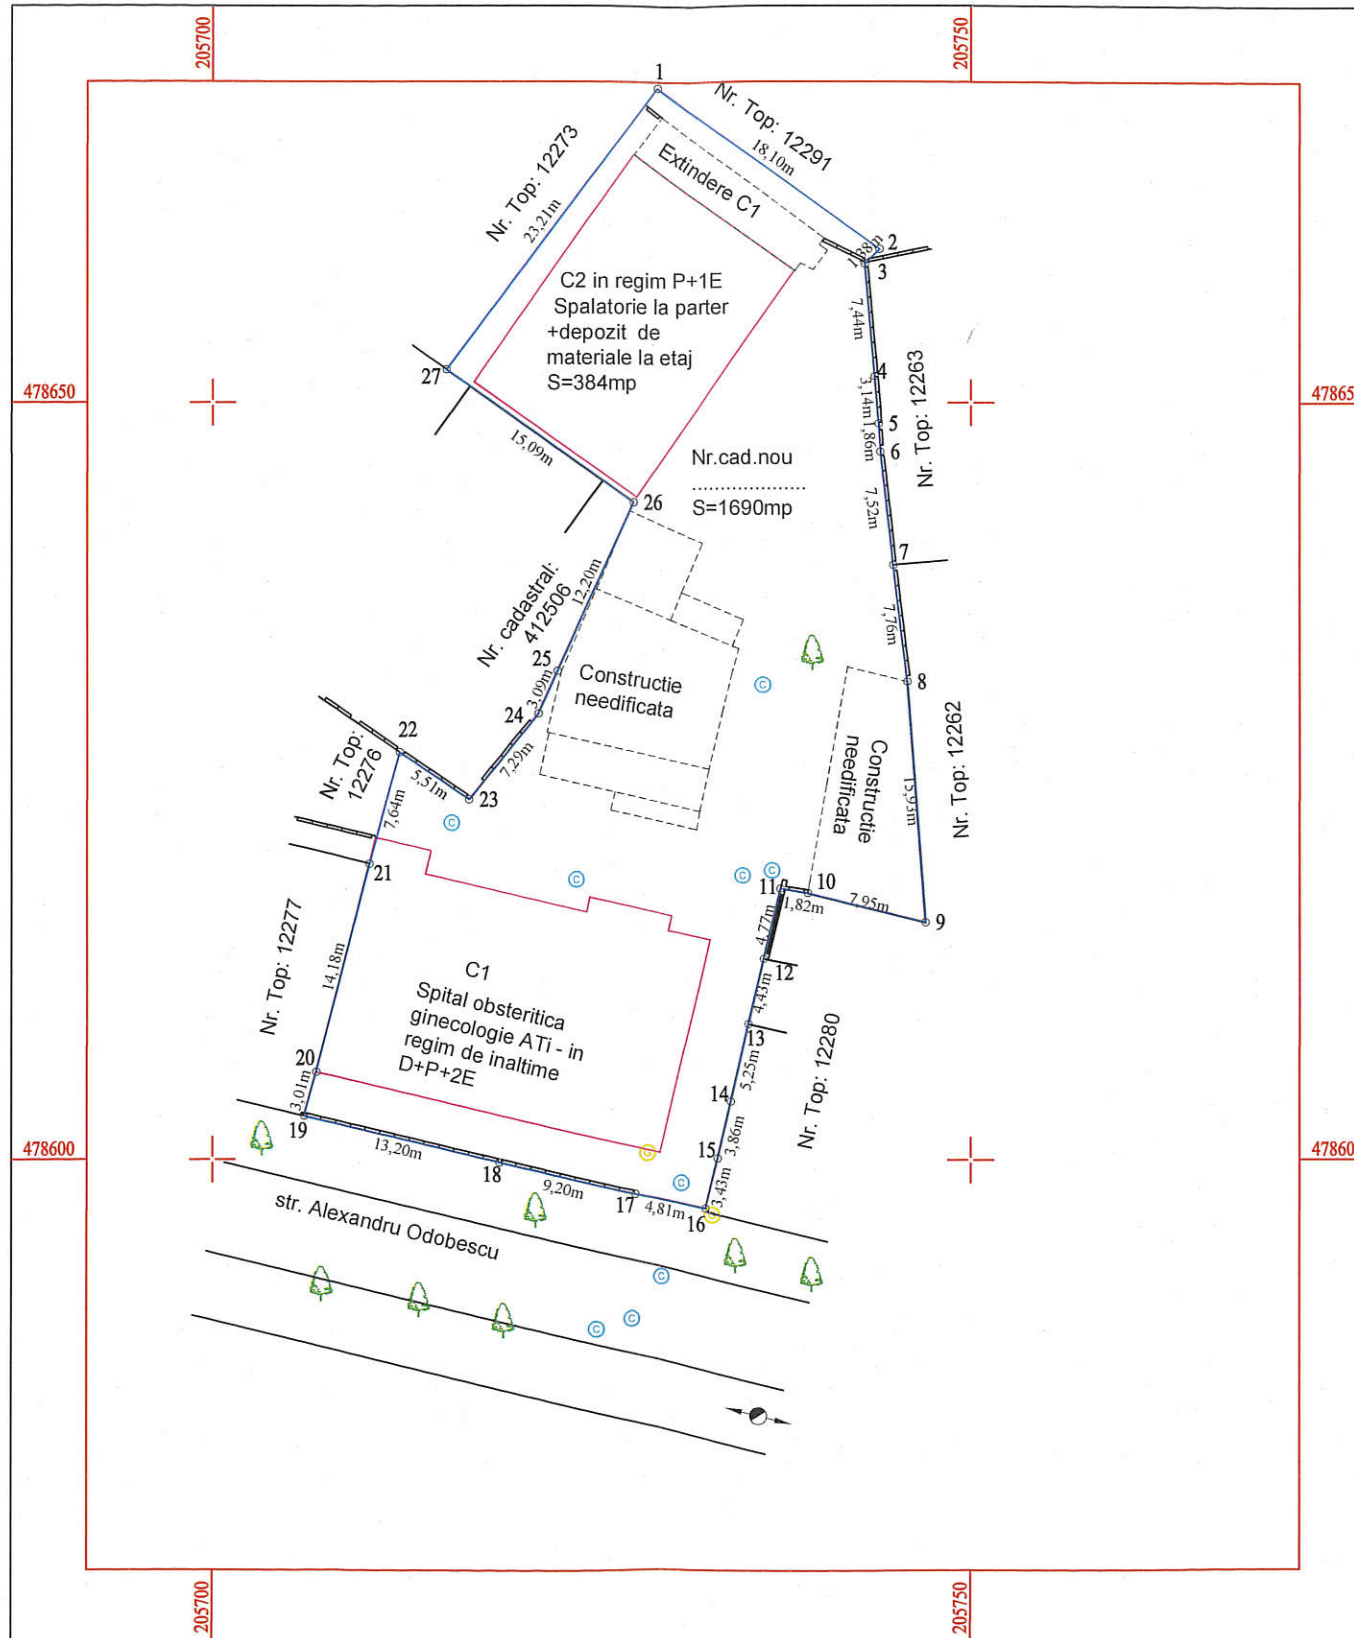 205700
205750
1
Nr. Top: 12291
18,10m
Nr. Top: 12273
23,21m
Extindere C1
2
1,38m
3
C2 in regim P+1E
Spalatorie la parter
+depozit de
materiale la etaj
S=384mp
7,44m
4
3,14m
5
1,86m
6
Nr. Top: 12263
27
478650
47865
15,09m
Nr.cad.nou
..................
S=1690mp
26
7,52m
7
12,20m
Nr. cadastral:
412506
7,76m
25
3,09m
24
Constructie
needificata
8
22
Nr. Top:
12276
5,51m
7,29m
23
7,64m
Constructie
needificata
15,93m
Nr. Top: 12262
21
11
10
1,82m
7,95m
9
4,77m
12
Nr. Top: 12277
14,18m
C1
Spital obsteritica
ginecologie ATi - in
regim de inaltime
D+P+2E
4,43m
13
Nr. Top: 12280
5,25m
20
3,01m
14
19
13,20m
3,86m
15
478600
47860
18
9,20m
17
4,81m
3,43m
16
str. Alexandru Odobescu
C
C
C
C
C
C
C
C
C
G
G
205700
205750